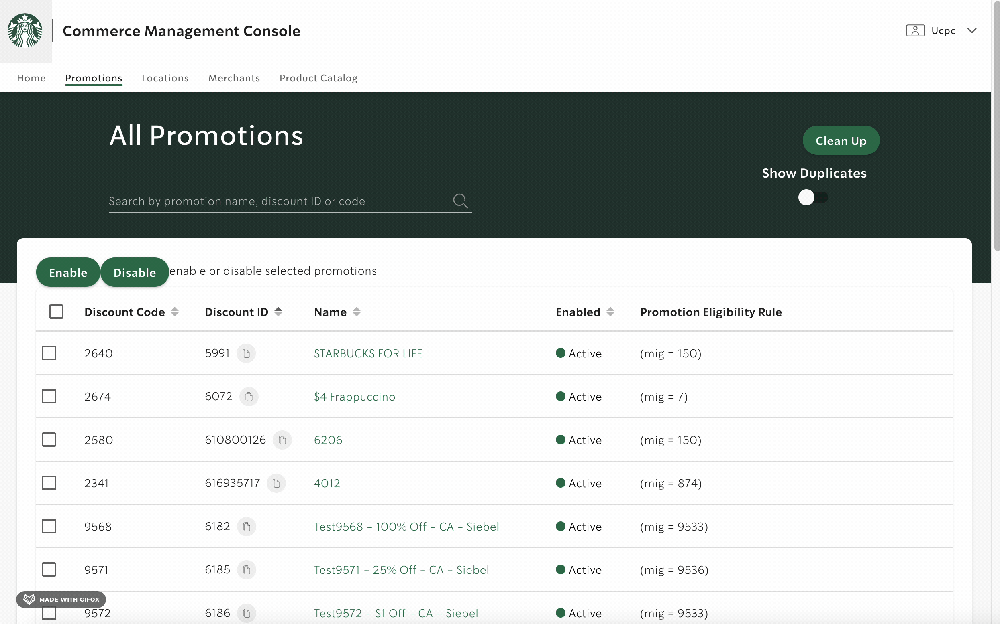 Commerce Management Console
Ucpc
Home Promotions Locations Merchants Product Catalog
All Promotions
Clean Up
Show Duplicates
Search by promotion name, discount ID or code
Enable Disable enable or disable selected promotions
Discount Code Discount ID Name Enabled Promotion Eligibility Rule
2640 5991 STARBUCKS FOR LIFE Active (mig = 150)
2674 6072 $4 Frappuccino Active (mig = 7)
2580 610800126 6206 Active (mig = 150)
2341 616935717 4012 Active (mig = 874)
9568 6182 Test9568 – 100% Off – CA – Siebel Active (mig = 9533)
9571 6185 Test9571 – 25% Off – CA – Siebel Active (mig = 9536)
MADE WITH GIFOX
9572 6186 Test9572 – $1 Off – CA – Siebel Active (mig = 9533)